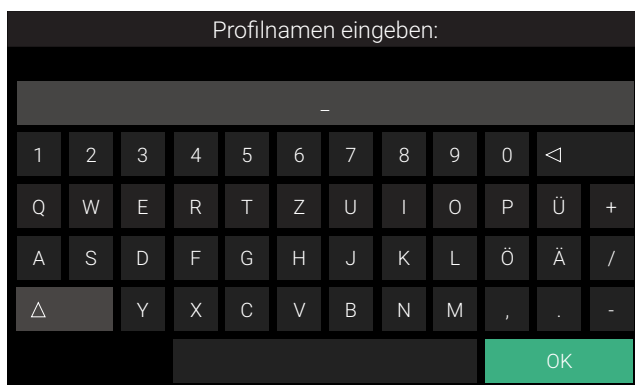 Profilnamen eingeben:
_
1 2 3 4 5 6 7 8 9 0
Q W E R T Z U I O P Ü +
A S D F G H J K L Ö Ä /
Y X C V B N M , . -
OK